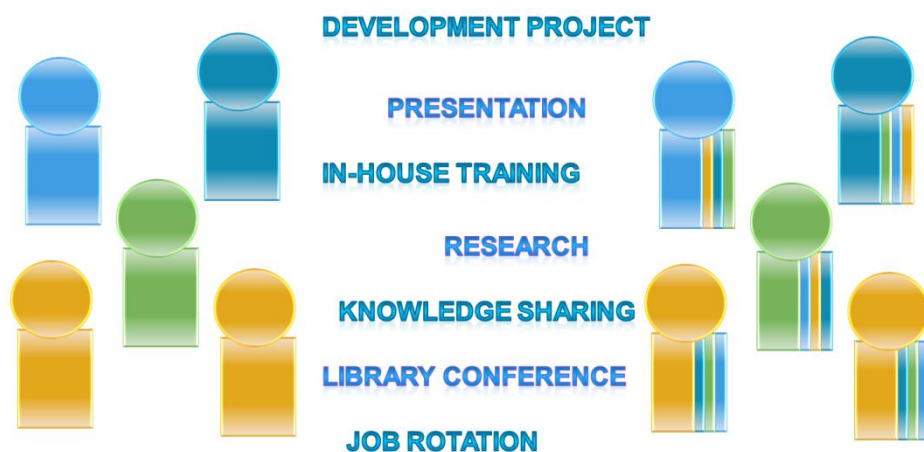 DEVELOPMENT PROJECT
PRESENTATION
IN-HOUSE TRAINING
RESEARCH
KNOWLEDGE SHARING
LIBRARY CONFERENCE
JOB ROTATION